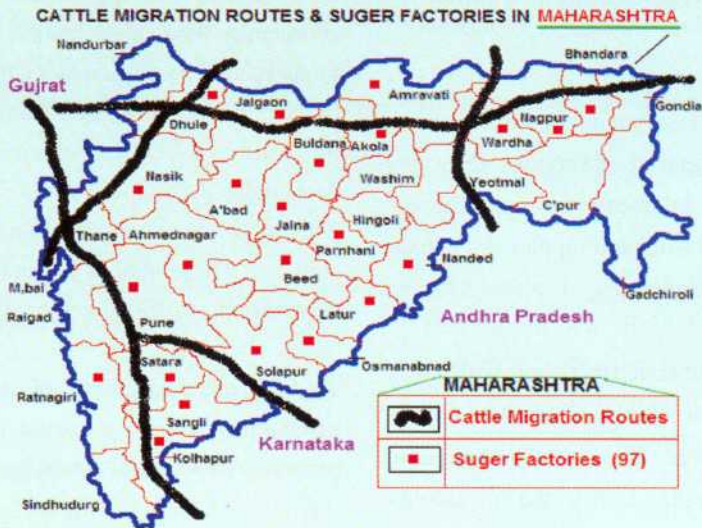 CATTLE MIGRATION ROUTES & SUGER FACTORIES IN MAHARASHTRA
Nandurbar
Bhandara
Gujrat
Jalgaon
Amravati
Gondia
Dhule
Buldana
Akola
Nagpur
Wardha
Nasik
Washim
Yeotmal
A'bad
Jalna
Hingoli
C'pur
Thane
Ahmednagar
Parnhani
M.bai
Beed
Nanded
Gadchiroli
Raigad
Latur
Andhra Pradesh
Pune
Satara
Solapur
Osmanabnad
Ratnagiri
MAHARASHTRA
Sangli
Cattle Migration Routes
Karnataka
Kolhapur
Suger Factories (97)
Sindhudurg